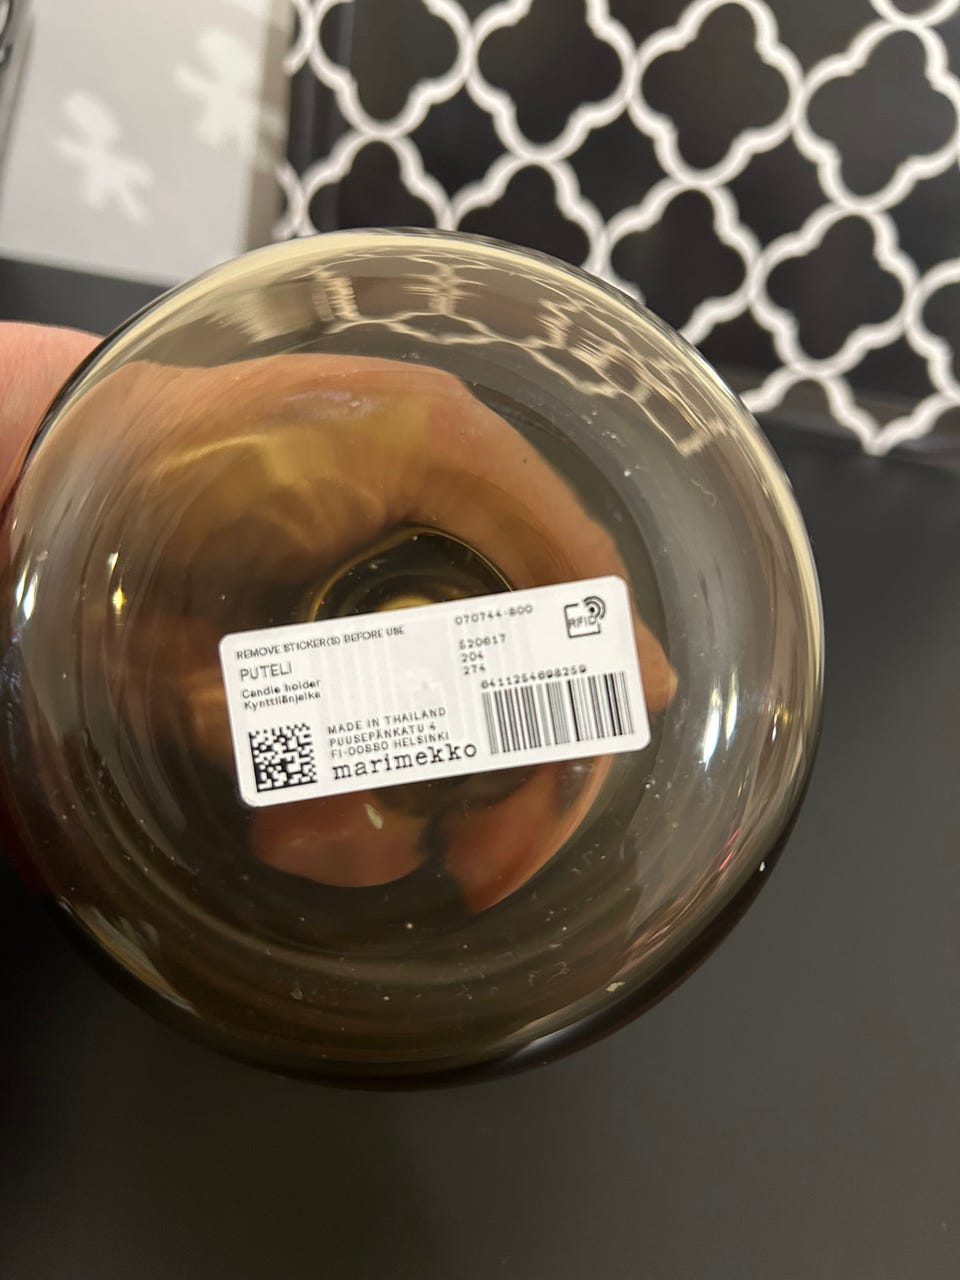 REMOVE STICKER(S) BEFORE USE
PUTELI
Candle holder
Kynttilänjalka
070744-800
520617
204
274
RFID
6411254698259
MADE IN THAILAND
PUUSEPÄNKATU 4
FI-00880 HELSINKI
marimekko